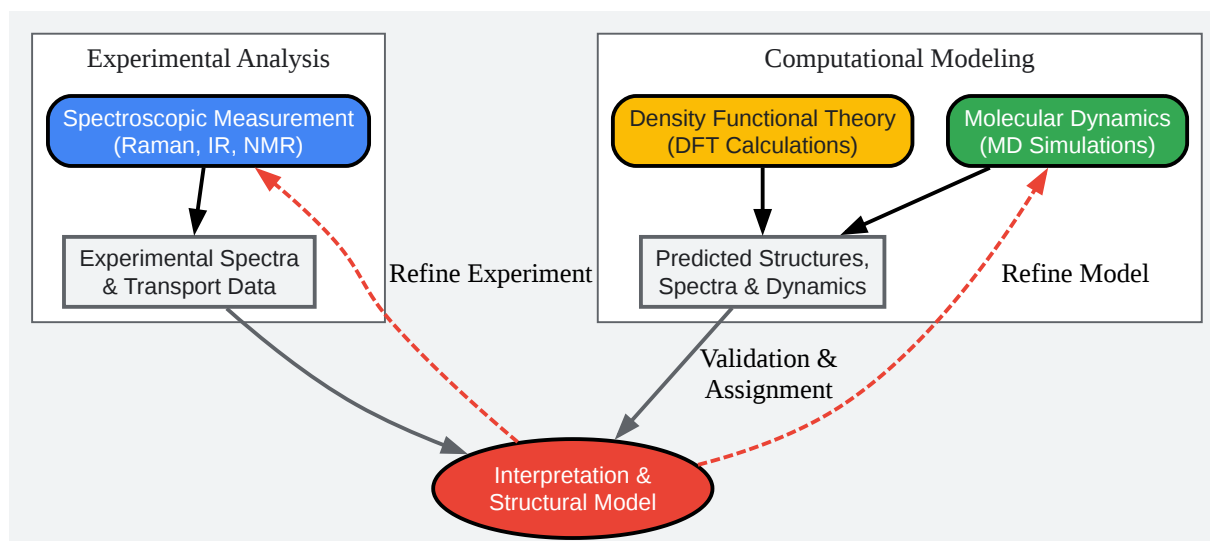 Experimental Analysis
Spectroscopic Measurement
(Raman, IR, NMR)
Experimental Spectra
& Transport Data
Refine Experiment
Computational Modeling
Density Functional Theory
(DFT Calculations)
Molecular Dynamics
(MD Simulations)
Predicted Structures,
Spectra & Dynamics
Refine Model
Validation &
Assignment
Interpretation &
Structural Model